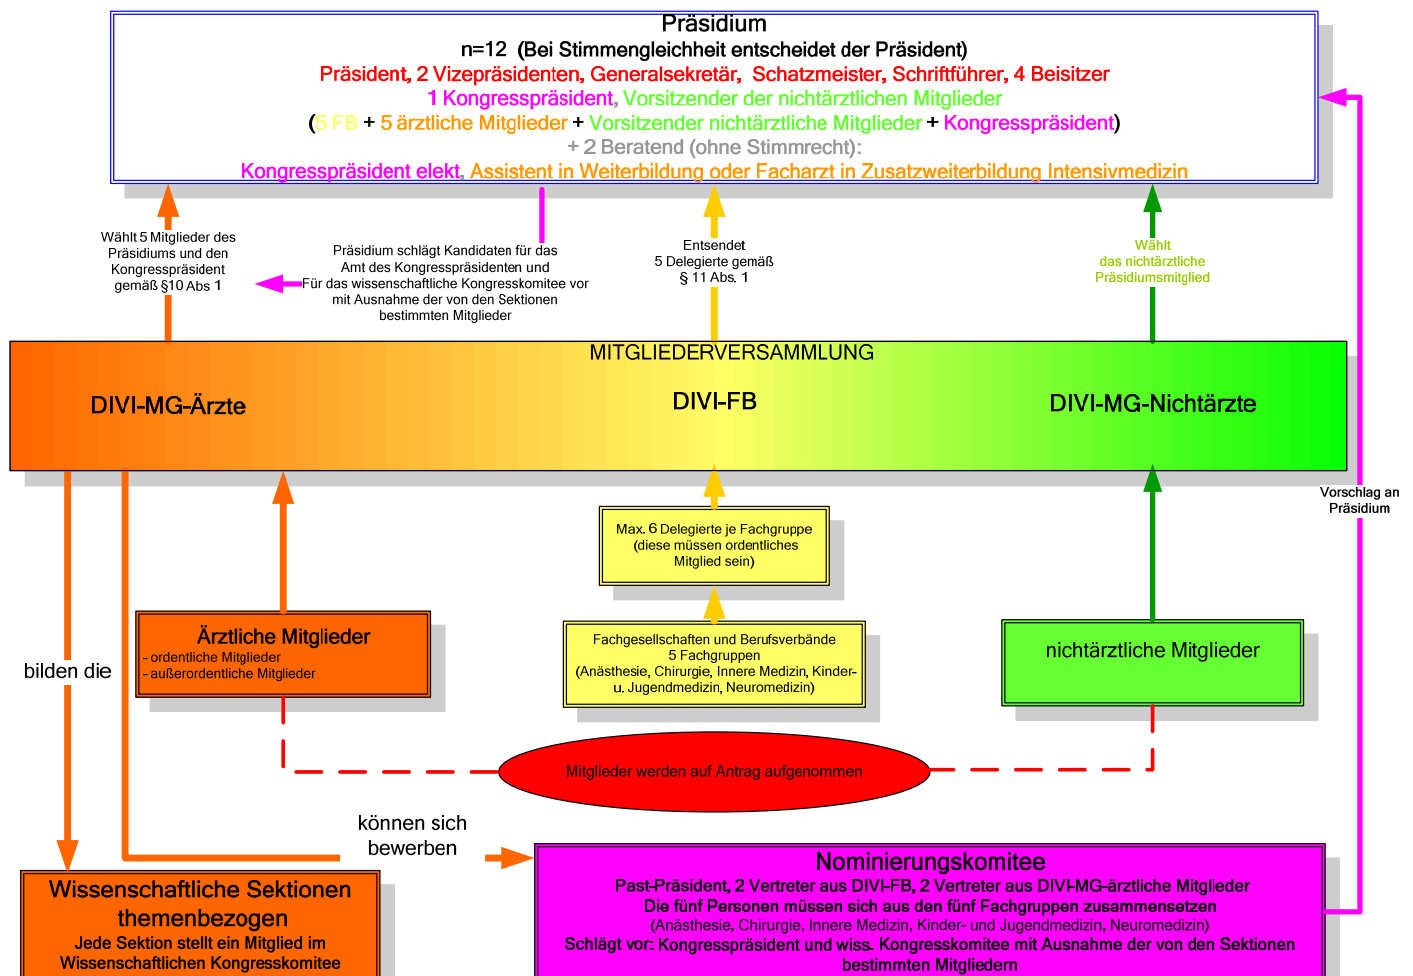 Präsidium
n=12 (Bei Stimmengleichheit entscheidet der Präsident)
Präsident, 2 Vizepräsidenten, Generalsekretär, Schatzmeister, Schriftführer, 4 Beisitzer
1 Kongresspräsident, Vorsitzender der nichtärztlichen Mitglieder
(5 FB + 5 ärztliche Mitglieder + Vorsitzender nichtärztliche Mitglieder + Kongresspräsident)
+ 2 Beratend (ohne Stimmrecht):
Kongresspräsident elekt, Assistent in Weiterbildung oder Facharzt in Zusatzweiterbildung Intensivmedizin
Wählt 5 Mitglieder des
Präsidiums und den
Kongresspräsident
gemäß §10 Abs 1
Präsidium schlägt Kandidaten für das
Amt des Kongresspräsidenten und
Für das wissenschaftliche Kongresskomitee vor
mit Ausnahme der von den Sektionen
bestimmten Mitglieder
Entsendet
5 Delegierte gemäß
§ 11 Abs. 1
Wählt
das nichtärztliche
Präsidiumsmitglied
MITGLIEDERVERSAMMLUNG
DIVI-MG-Ärzte
DIVI-FB
DIVI-MG-Nichtärzte
Vorschlag an
Präsidium
Max. 6 Delegierte je Fachgruppe
(diese müssen ordentliches
Mitglied sein)
Ärztliche Mitglieder
- ordentliche Mitglieder
- außerordentliche Mitglieder
Fachgesellschaften und Berufsverbände
5 Fachgruppen
(Anästhesie, Chirurgie, Innere Medizin, Kinder-
u. Jugendmedizin, Neuromedizin)
nichtärztliche Mitglieder
bilden die
Mitglieder werden auf Antrag aufgenommen
können sich
bewerben
Wissenschaftliche Sektionen
themenbezogen
Jede Sektion stellt ein Mitglied im
Wissenschaftlichen Kongresskomitee
Nominierungskomitee
Past-Präsident, 2 Vertreter aus DIVI-FB, 2 Vertreter aus DIVI-MG-ärztliche Mitglieder
Die fünf Personen müssen sich aus den fünf Fachgruppen zusammensetzen
(Anästhesie, Chirurgie, Innere Medizin, Kinder- und Jugendmedizin, Neuromedizin)
Schlägt vor: Kongresspräsident und wiss. Kongresskomitee mit Ausnahme der von den Sektionen
bestimmten Mitgliedern